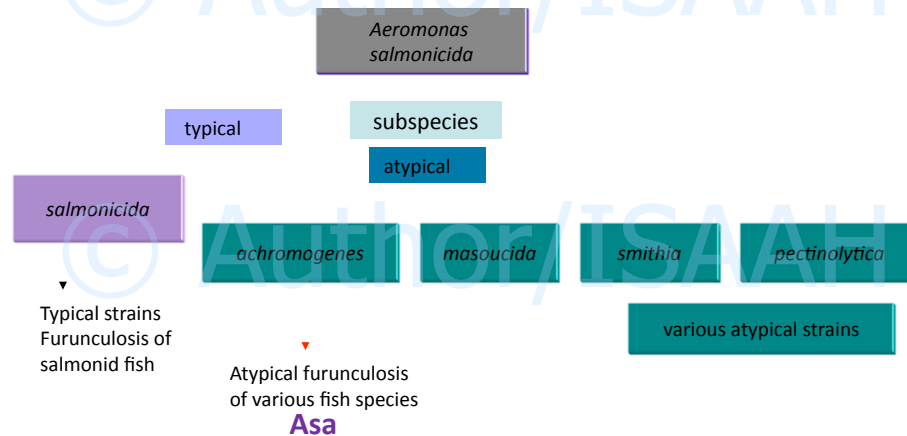 © Author/ISAAH
Aeromonas
salmonicida
typical
subspecies
atypical
salmonicida
achromogenes
masoucida
smithia
pectinolytica
© Author/ISAAH
various atypical strains
Typical strains
Furunculosis of
salmonid fish
Atypical furunculosis
of various fish species
Asa